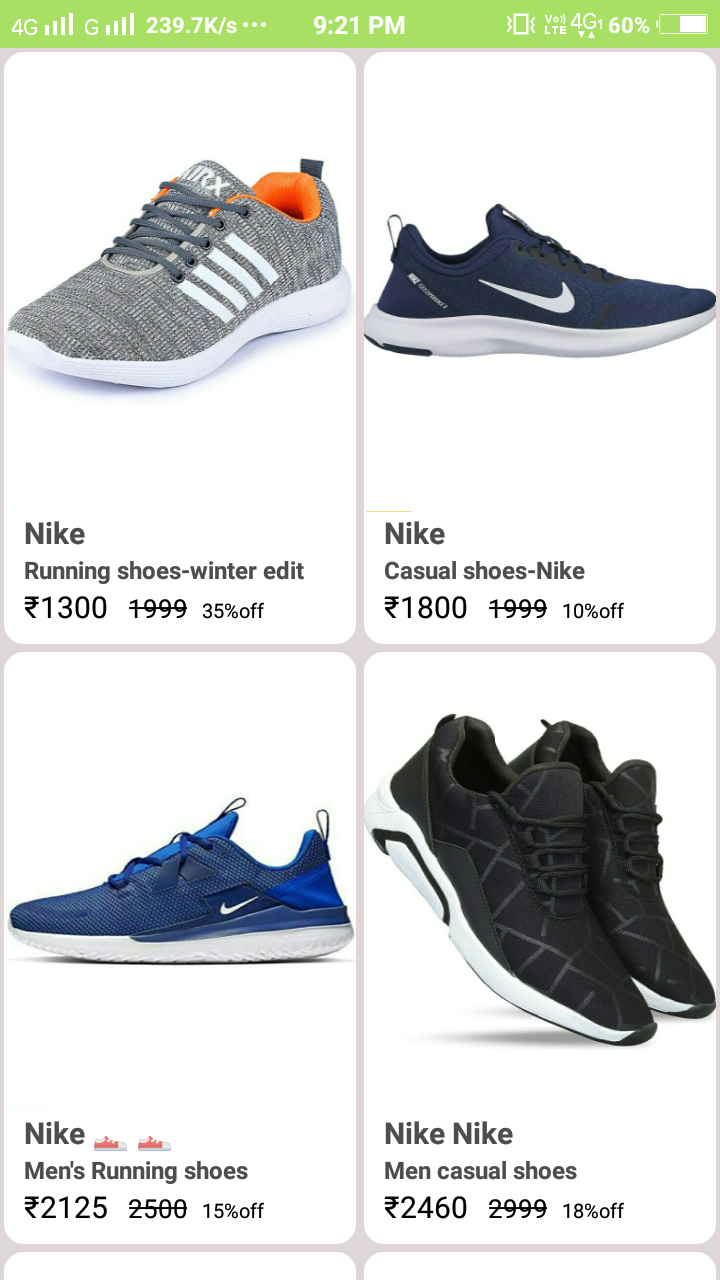 4G G 239.7K/s ... 9:21 PM Vo)) LTE 4G1 60%
AIRX
Nike
Running shoes-winter edit
₹1300 1999 35%off
Nike
Casual shoes-Nike
₹1800 1999 10%off
Nike
Men's Running shoes
₹2125 2500 15%off
Nike Nike
Men casual shoes
₹2460 2999 18%off